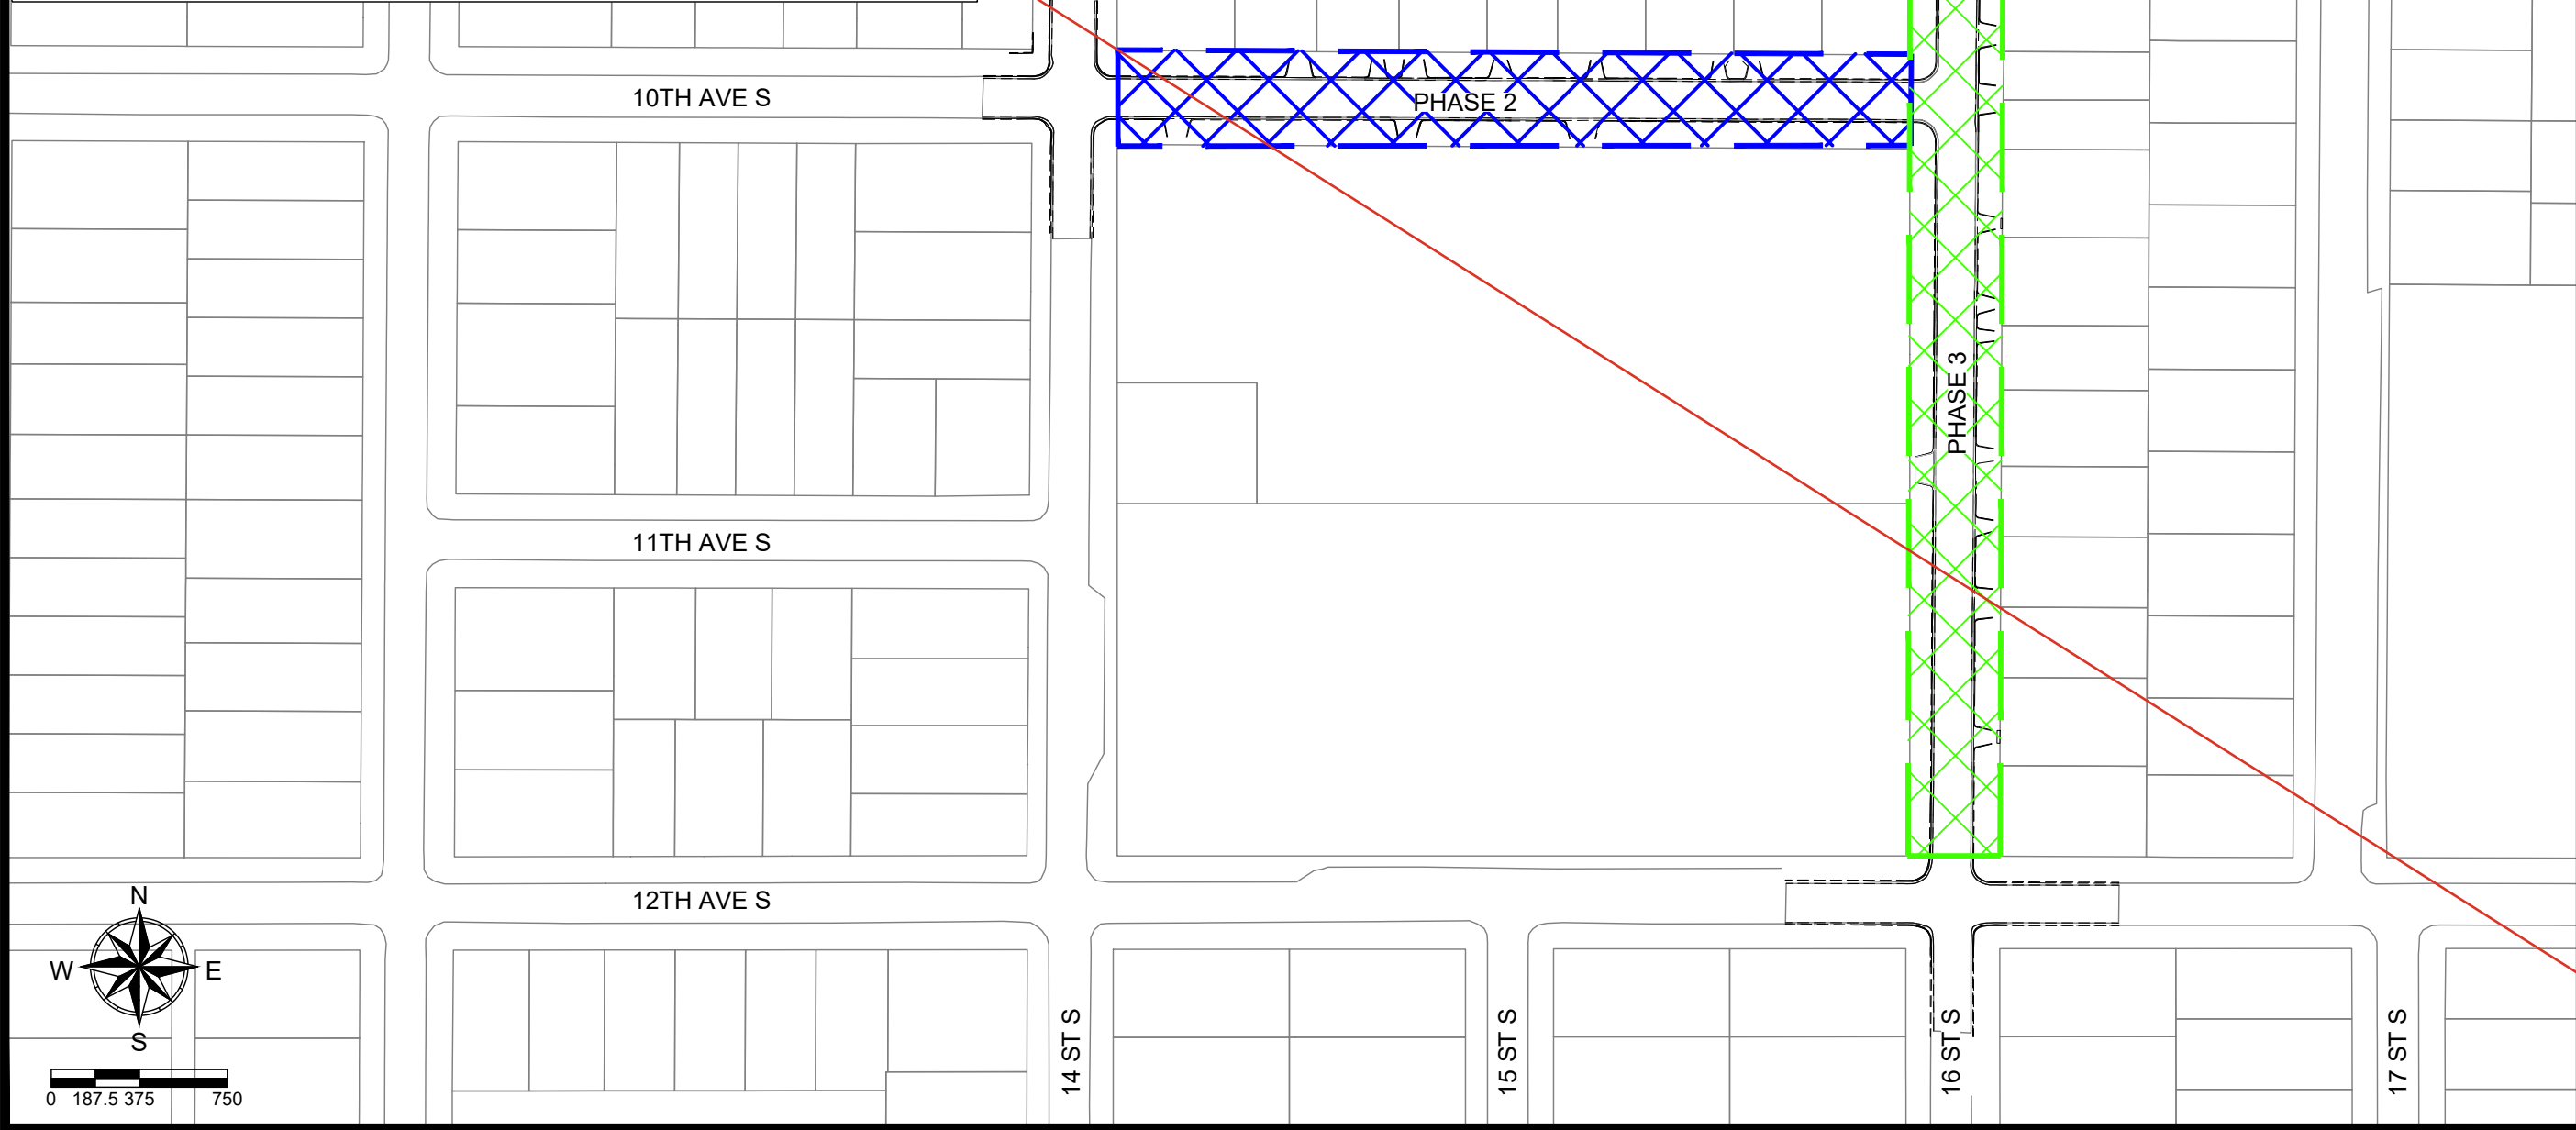 10TH AVE S
PHASE 2
PHASE 3
11TH AVE S
12TH AVE S
N
W E
S
0 187.5 375 750
14 ST S
15 ST S
16 ST S
17 ST S